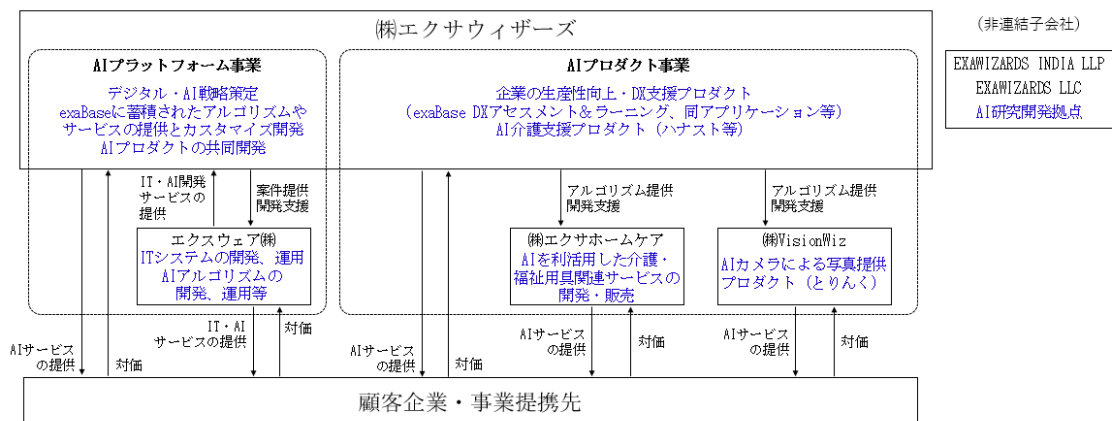 ㈱エクサウィザーズ
(非連結子会社)
AIプラットフォーム事業
デジタル・AI戦略策定
exaBaseに蓄積されたアルゴリズムや
サービスの提供とカスタマイズ開発
AIプロダクトの共同開発
AIプロダクト事業
企業の生産性向上・DX支援プロダクト
(exaBase DXアセスメント＆ラーニング、同アプリケーション等)
AI介護支援プロダクト（ハナスト等）
EXAWIZARDS INDIA LLP
EXAWIZARDS LLC
AI研究開発拠点
IT・AI開発
サービスの
提供
案件提供
開発支援
アルゴリズム提供
開発支援
アルゴリズム提供
開発支援
エクスウェア㈱
ITシステムの開発、運用
AIアルゴリズムの
開発、運用等
㈱エクサホームケア
AIを利活用した介護・
福祉用具関連サービスの
開発・販売
㈱VisionWiz
AIカメラによる写真提供
プロダクト（とりんく）
AIサービス
の提供
対価
IT・AI
サービスの提供
対価
AIサービス
の提供
対価
AIサービス
の提供
対価
AIサービス
の提供
対価
顧客企業・事業提携先